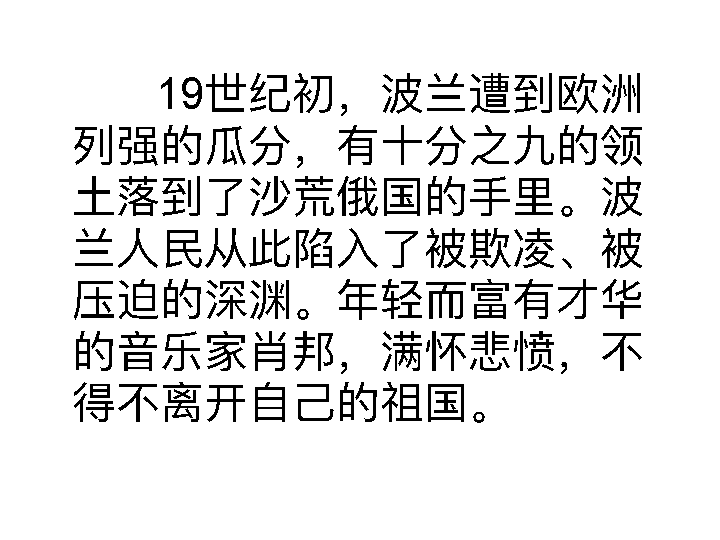 19世纪初，波兰遭到欧洲
列强的瓜分，有十分之九的领
土落到了沙荒俄国的手里。波
兰人民从此陷入了被欺凌、被
压迫的深渊。年轻而富有才华
的音乐家肖邦，满怀悲愤，不
得不离开自己的祖国。